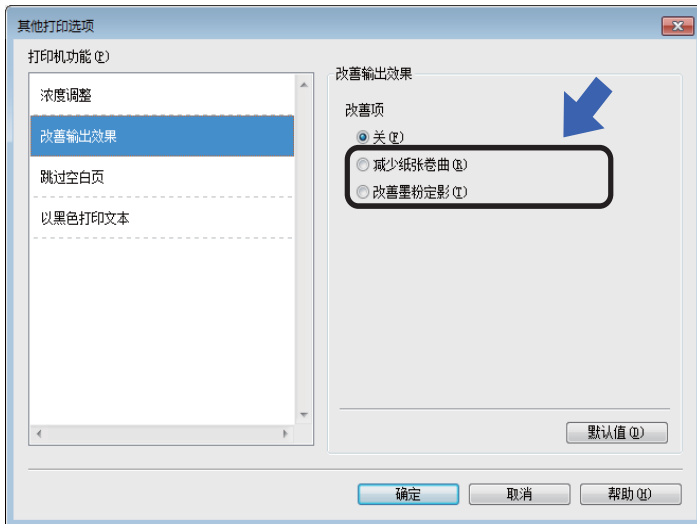 其他打印选项
打印机功能(P)
浓度调整
改善输出效果
跳过空白页
以黑色打印文本
改善输出效果
改善项
关(F)
减少纸张卷曲(R)
改善墨粉定影(T)
默认值(D)
确定
取消
帮助(H)